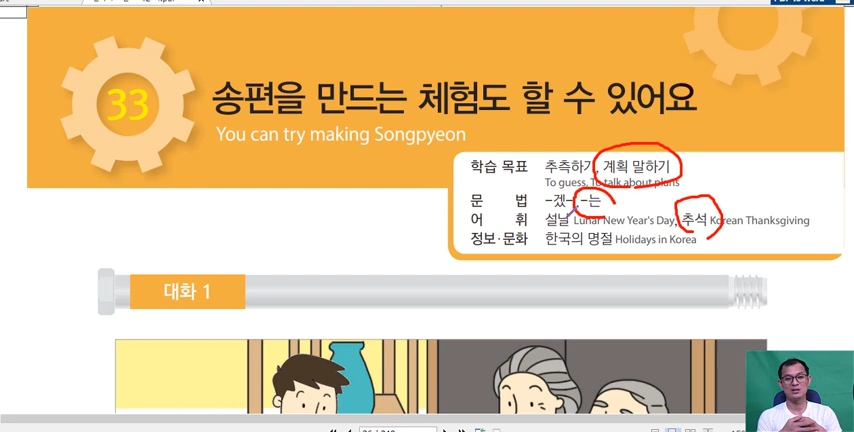 33
송편을 만드는 체험도 할 수 있어요
You can try making Songpyeon
학습 목표 추측하기, 계획 말하기
To guess, To talk about plans
문 법 -겠-, -는
어 휘 설날 Lunar New Year's Day, 추석 Korean Thanksgiving
정보·문화 한국의 명절 Holidays in Korea
대화 1